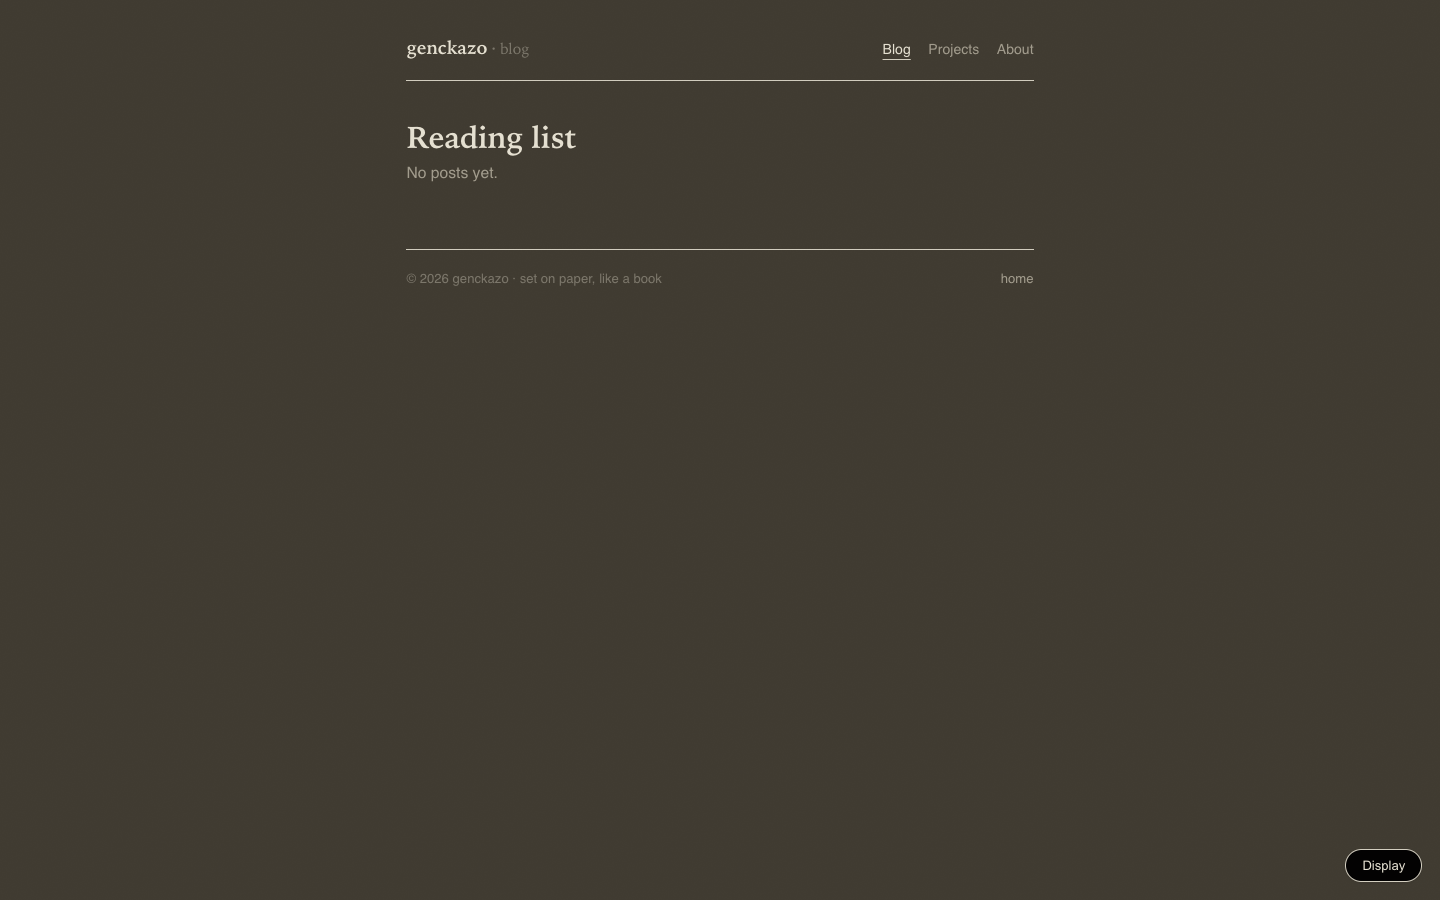 genckazo · blog
Blog Projects About
Reading list
No posts yet.
© 2026 genckazo · set on paper, like a book
home
Display